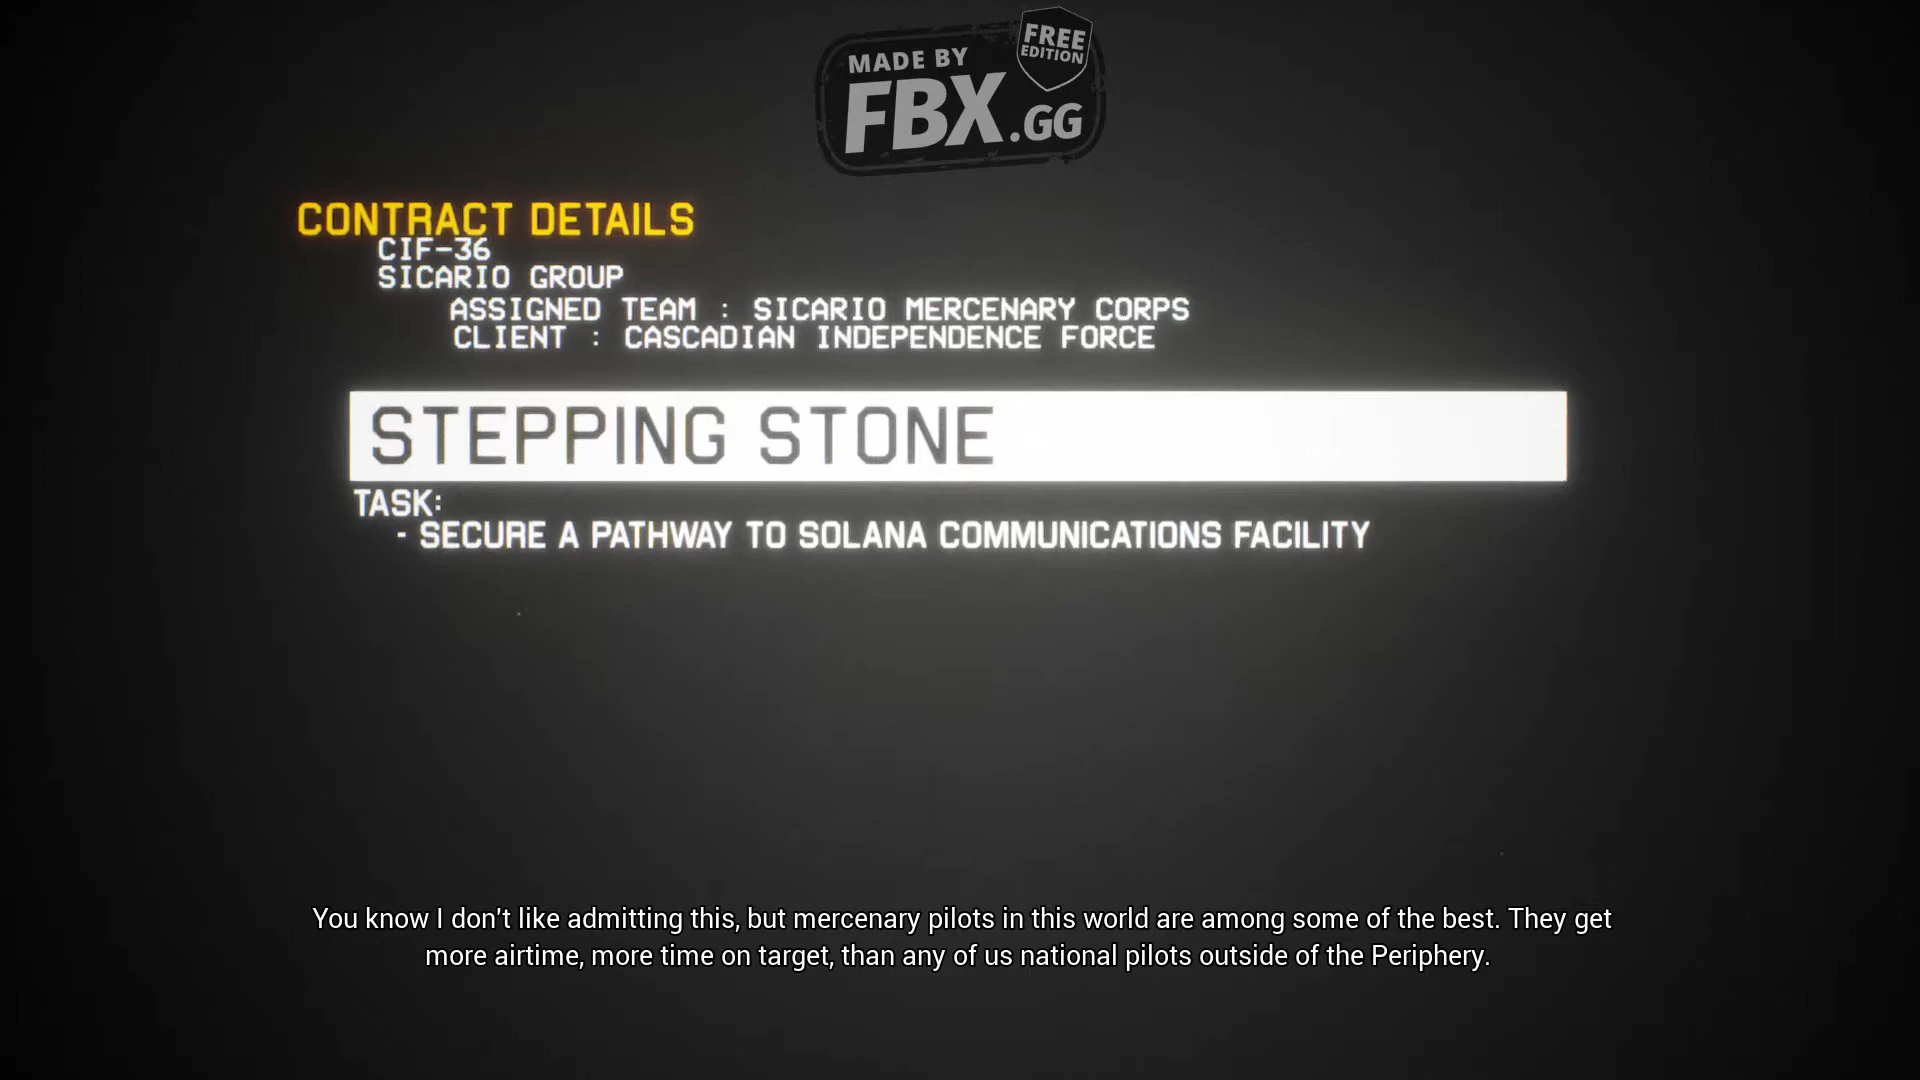 MADE BY
FREE
EDITION
FBX.GG
CONTRACT DETAILS
CIF-36
SICARIO GROUP
ASSIGNED TEAM : SICARIO MERCENARY CORPS
CLIENT : CASCADIAN INDEPENDENCE FORCE
STEPPING STONE
TASK:
- SECURE A PATHWAY TO SOLANA COMMUNICATIONS FACILITY
You know I don't like admitting this, but mercenary pilots in this world are among some of the best. They get
more airtime, more time on target, than any of us national pilots outside of the Periphery.